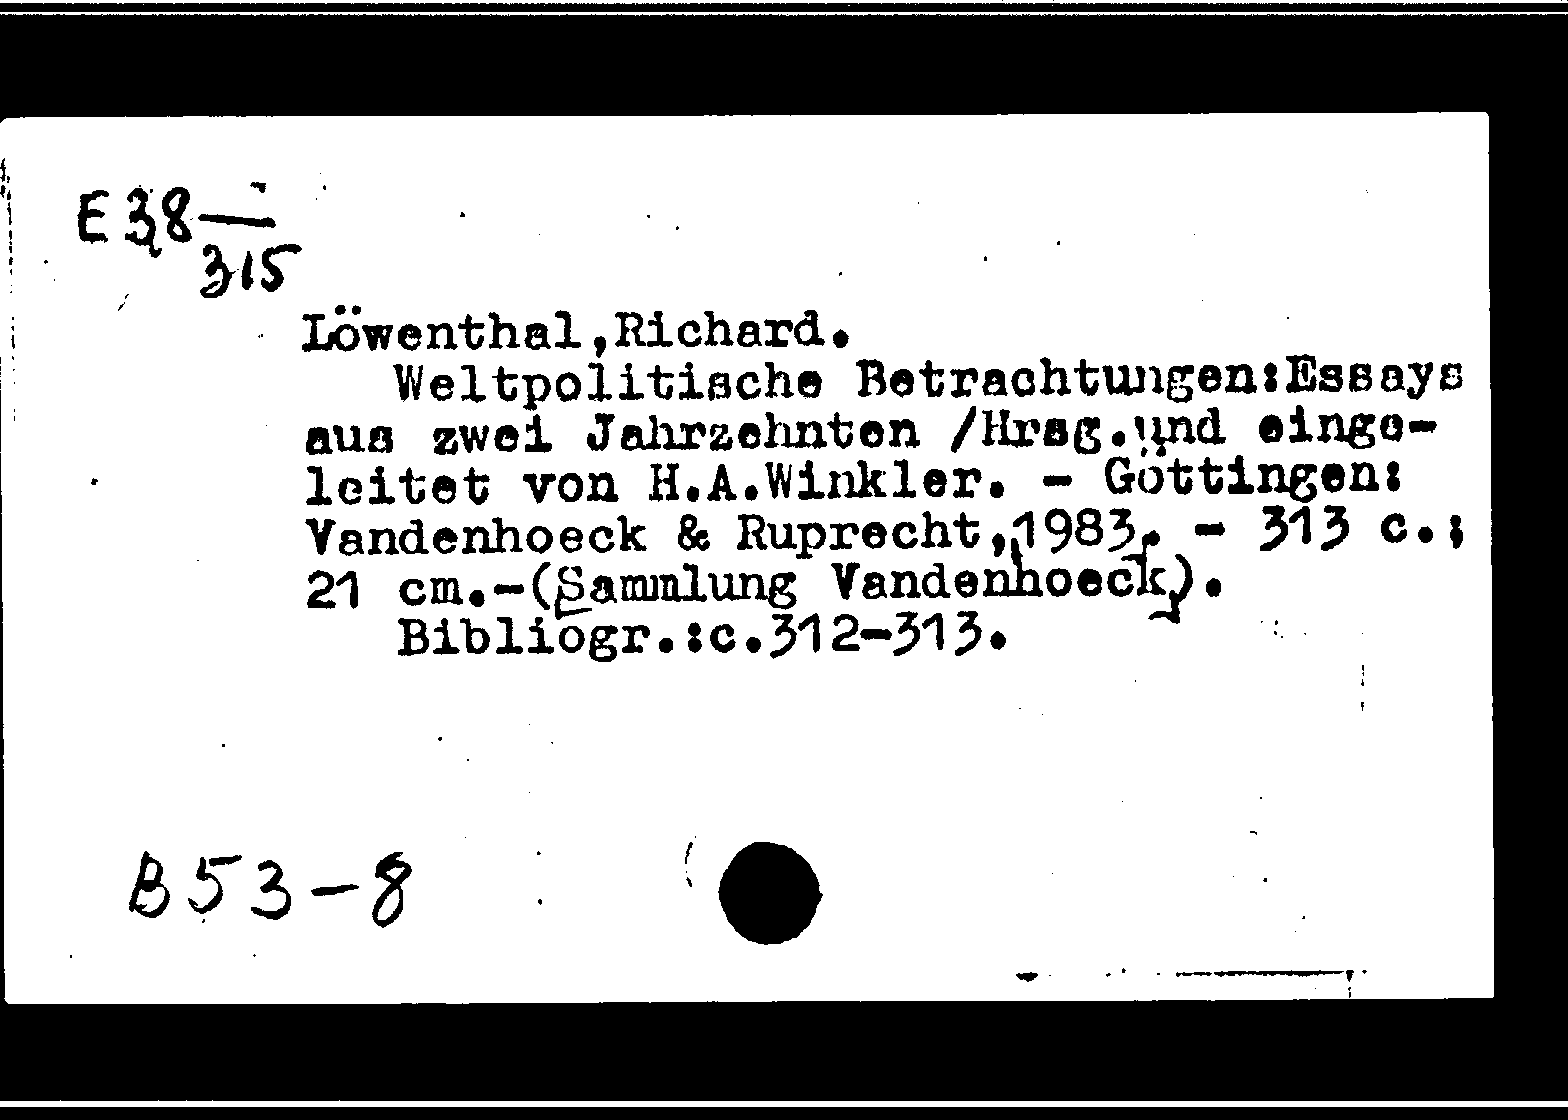 E38—
315
Löwenthal,Richard.
Weltpolitische Betrachtungen:Essays
aus zwei Jahrzehnten /Hrsg.und einge-
leitet von H.A.Winkler. - Göttingen:
Vandenhoeck & Ruprecht,1983. - 313 c.;
21 cm.-(Sammlung Vandenhoeck).
Bibliogr.:c.312-313.
B53-8